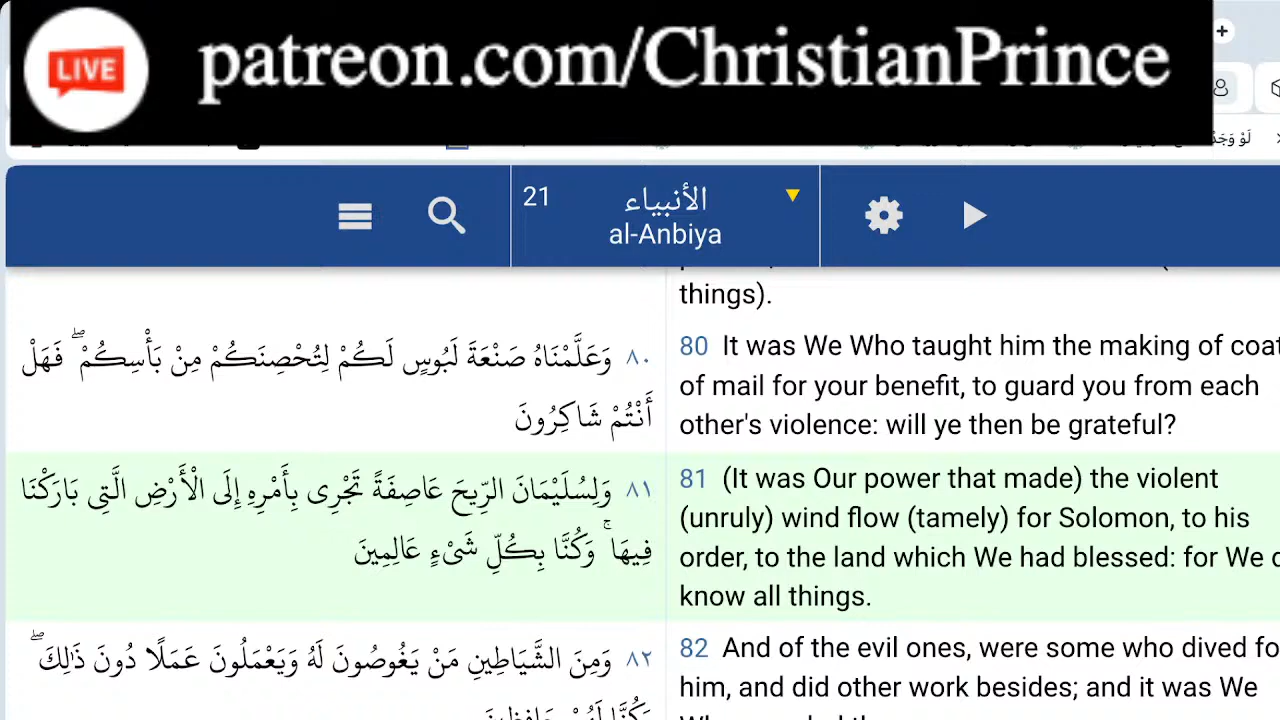 LIVE
patreon.com/ChristianPrince
لَوْ وَجَدْ
21
الأنبياء
al-Anbiya
things).
٨٠ وَعَلَّمْنَاهُ صَنْعَةَ لَبُوسٍ لَكُمْ لِتُحْصِنَكُمْ مِنْ بَأْسِكُمْ ۖ فَهَلْ
أَنْتُمْ شَاكِرُونَ
80 It was We Who taught him the making of coat
of mail for your benefit, to guard you from each
other's violence: will ye then be grateful?
٨١ وَلِسُلَيْمَانَ الرِّيحَ عَاصِفَةً تَجْرِى بِأَمْرِهِ إِلَى الْأَرْضِ الَّتِى بَارَكْنَا
فِيهَا ۚ وَكُنَّا بِكُلِّ شَىْءٍ عَالِمِينَ
81 (It was Our power that made) the violent
(unruly) wind flow (tamely) for Solomon, to his
order, to the land which We had blessed: for We d
know all things.
٨٢ وَمِنَ الشَّيَاطِينِ مَنْ يَغُوصُونَ لَهُ وَيَعْمَلُونَ عَمَلًا دُونَ ذَٰلِكَ ۖ
82 And of the evil ones, were some who dived fo
him, and did other work besides; and it was We